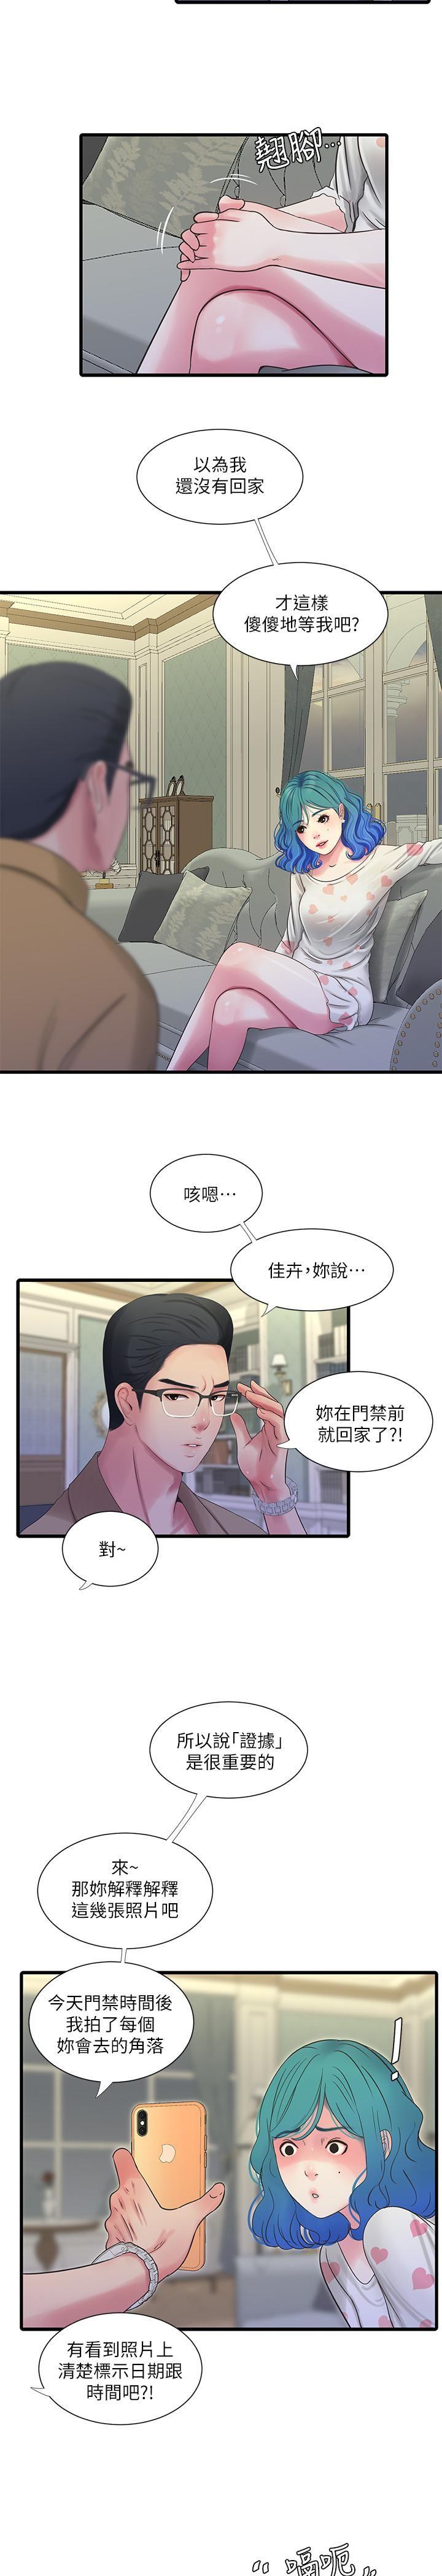 翹腳…
以為我
還沒有回家
才這樣
傻傻地等我吧?
咳嗯…
佳卉，妳說…
妳在門禁前
就回家了?!
對~
所以說「證據」
是很重要的
來~
那妳解釋解釋
這幾張照片吧
今天門禁時間後
我拍了每個
妳會去的角落
有看到照片上
清楚標示日期跟
時間吧?!
嗝呃